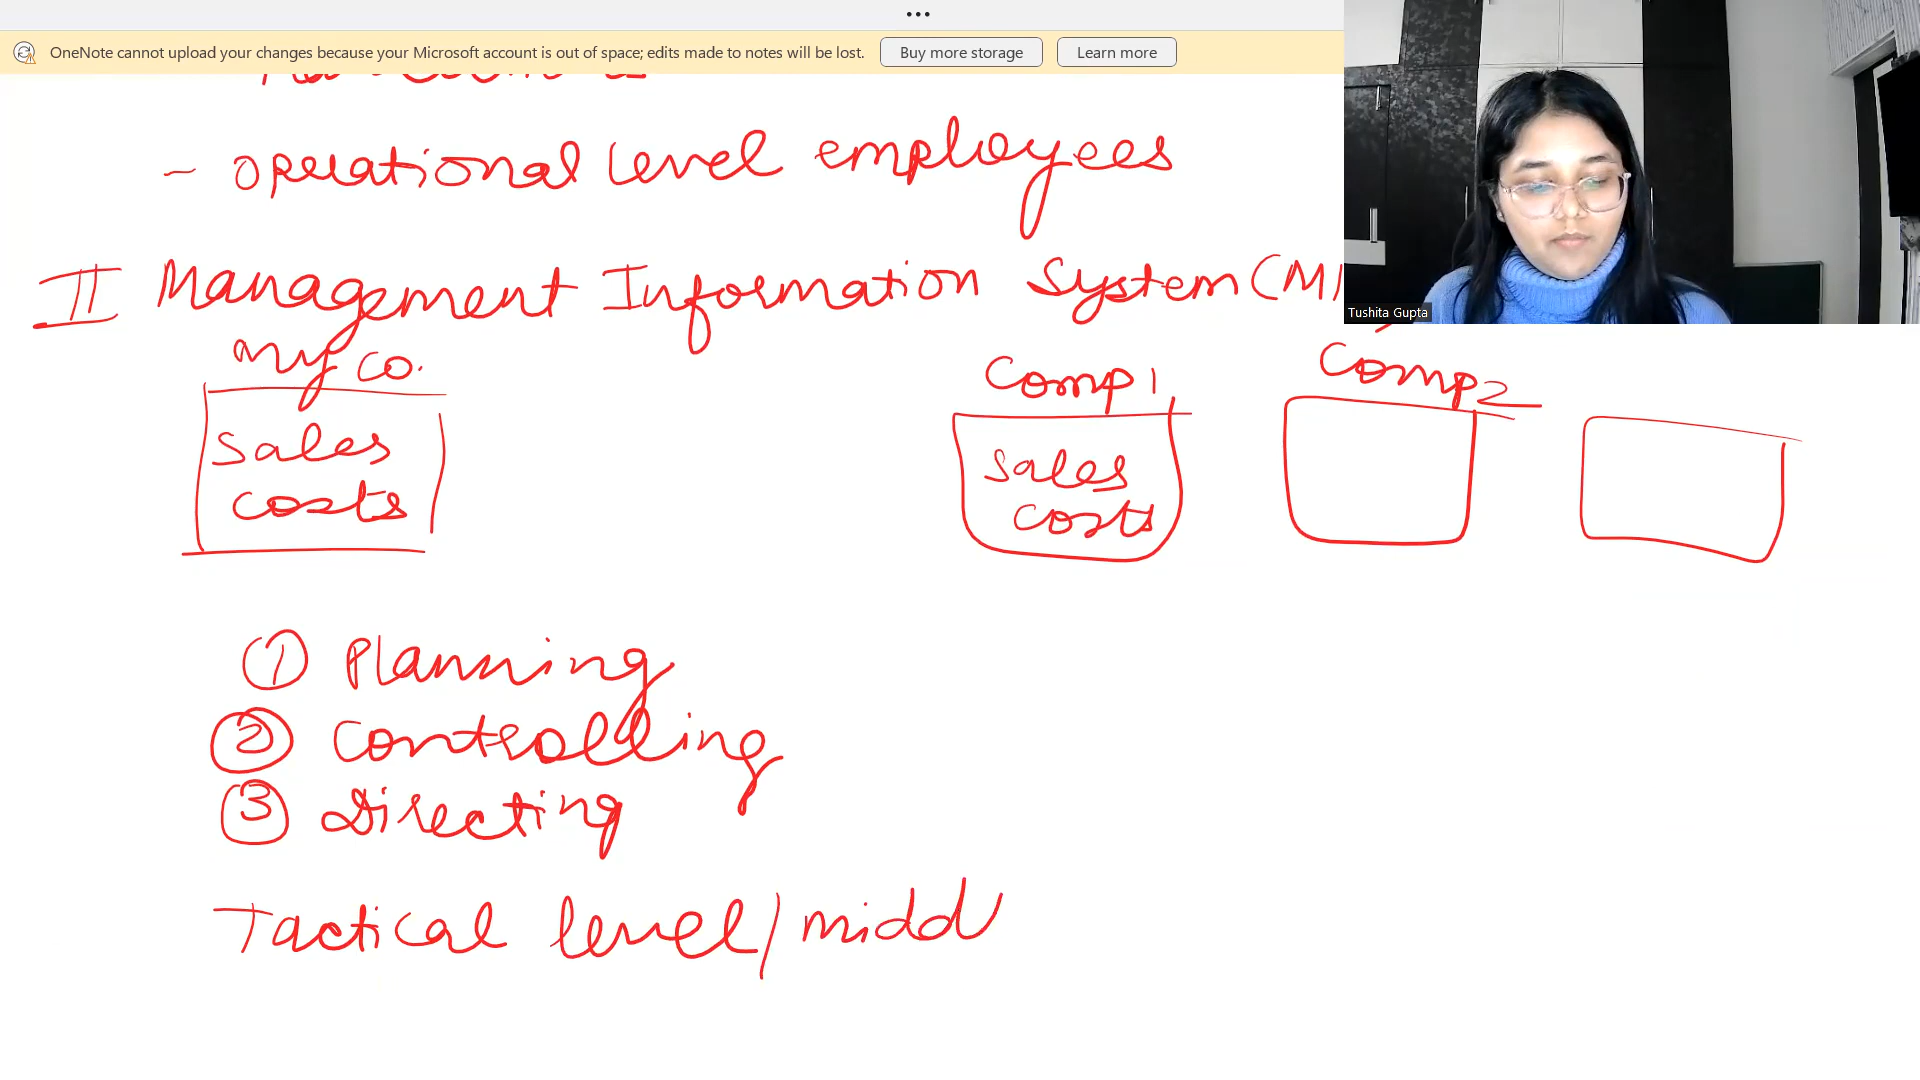 OneNote cannot upload your changes because your Microsoft account is out of space; edits made to notes will be lost. Buy more storage Learn more
- operational level employees
II Management Information System (MI
Tushita Gupta
my co. Comp 1 Comp 2
Sales Sales
costs costs
① Planning
② Controlling
③ Directing
Tactical level/midd